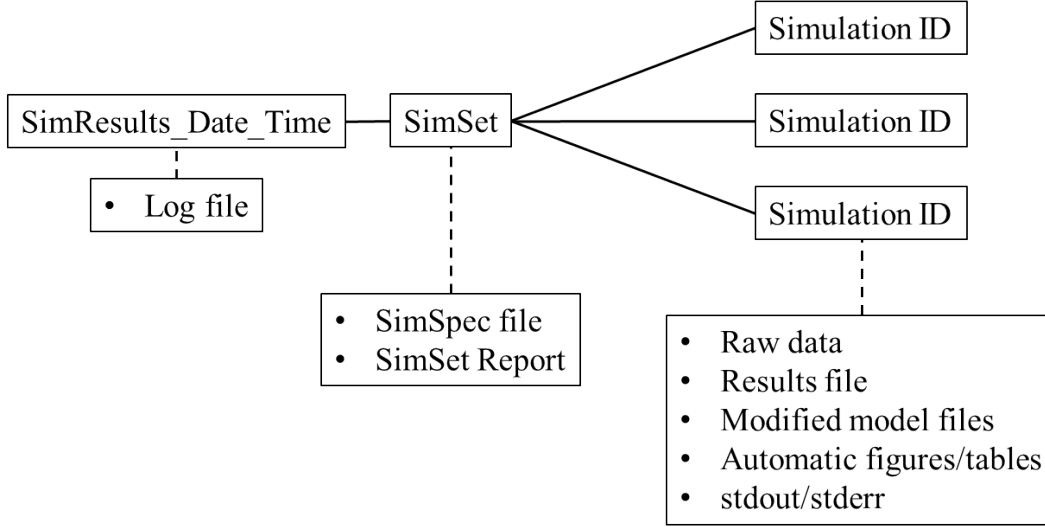 Simulation ID
SimResults_Date_Time
SimSet
Simulation ID
• Log file
Simulation ID
• SimSpec file
• SimSet Report
• Raw data
• Results file
• Modified model files
• Automatic figures/tables
• stdout/stderr